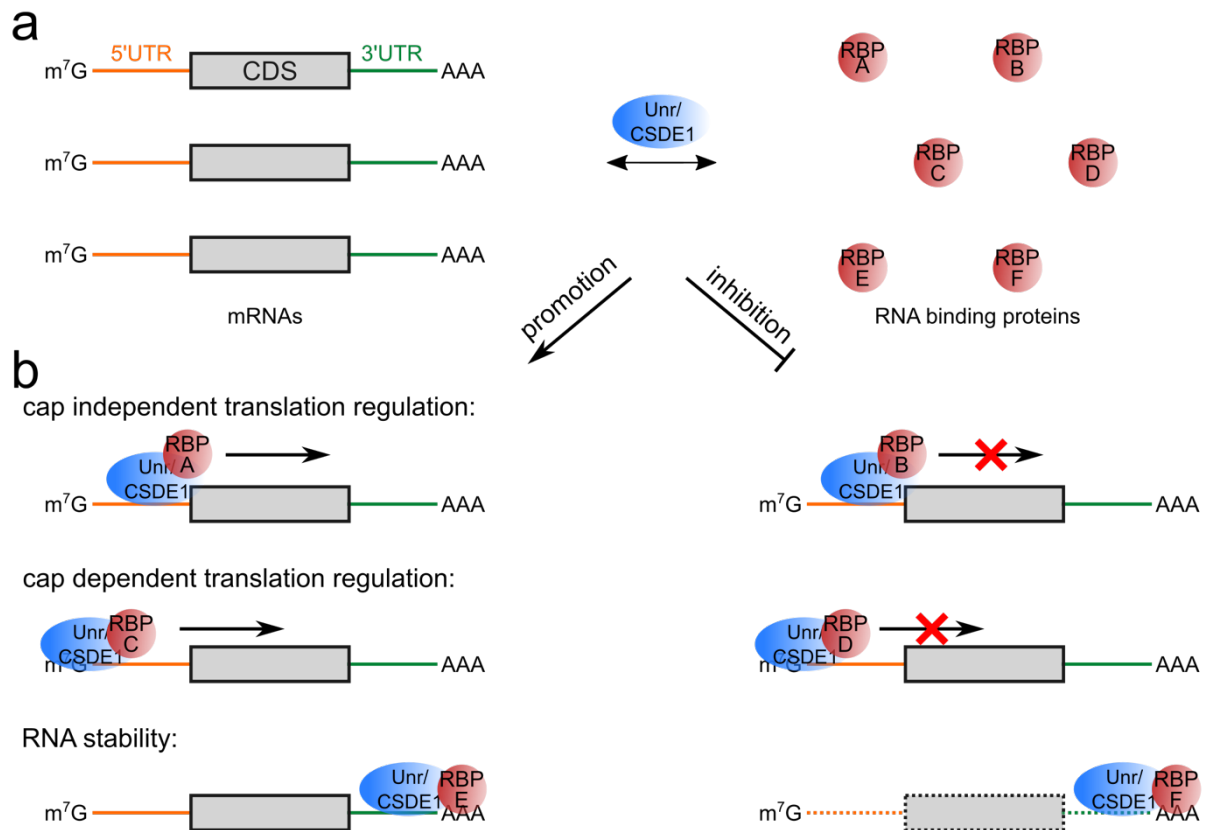 a
5'UTR 3'UTR
m⁷G CDS AAA
m⁷G AAA
m⁷G AAA
mRNAs
Unr/
CSDE1
RBP
A
RBP
B
RBP
C
RBP
D
RBP
E
RBP
F
RNA binding proteins
promotion
inhibition
b
cap independent translation regulation:
RBP
A
Unr/
CSDE1
m⁷G AAA
RBP
B
Unr/
CSDE1
m⁷G AAA
cap dependent translation regulation:
Unr/
CSDE1
RBP
C
m⁷G AAA
Unr/
CSDE1
RBP
D
m⁷G AAA
RNA stability:
Unr/
CSDE1
RBP
E
m⁷G AAA
Unr/
CSDE1
RBP
F
m⁷G AAA